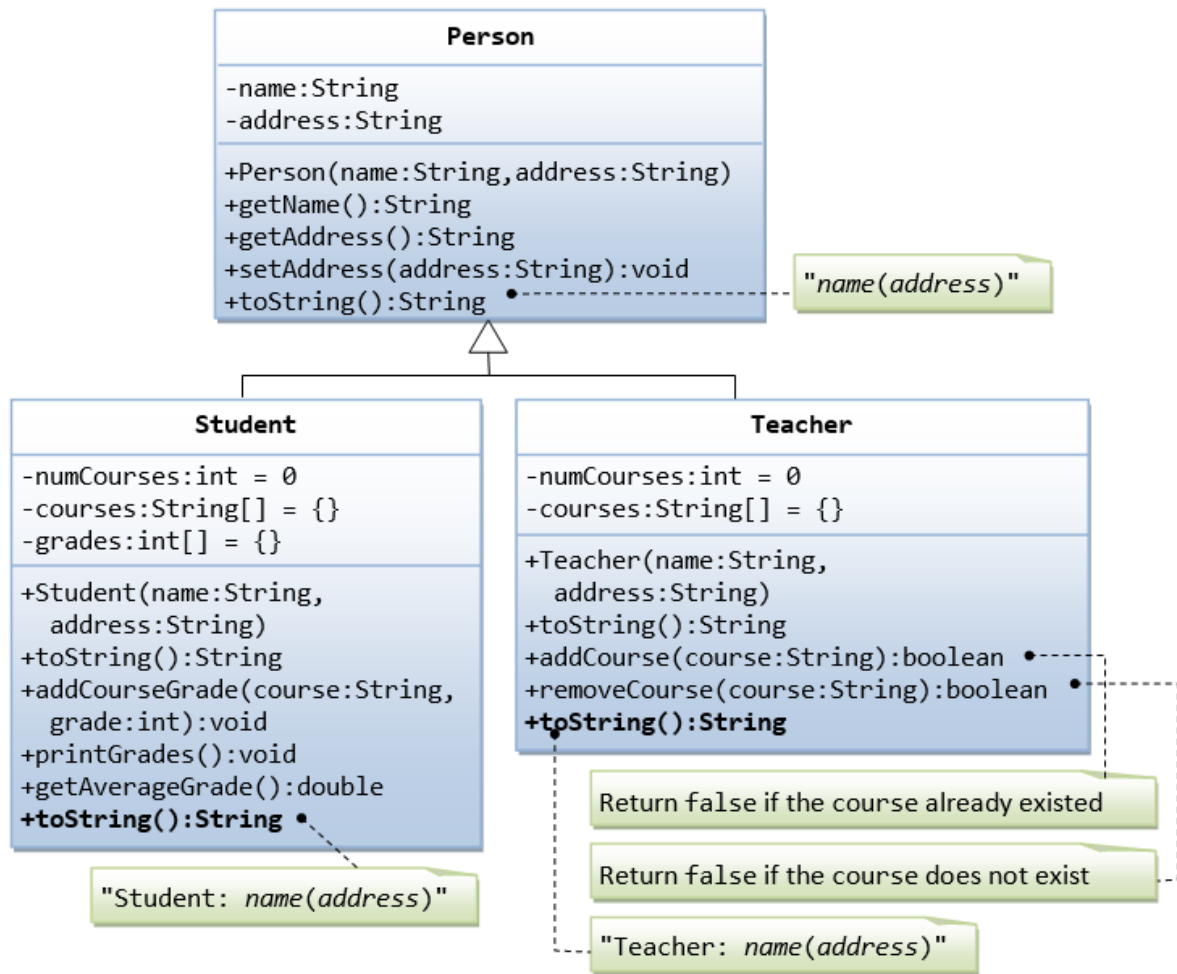 Person
-name:String
-address:String
+Person(name:String,address:String)
+getName():String
+getAddress():String
+setAddress(address:String):void
+toString():String
"name(address)"
Student
-numCourses:int = 0
-courses:String[] = {}
-grades:int[] = {}
+Student(name:String,
address:String)
+toString():String
+addCourseGrade(course:String,
grade:int):void
+printGrades():void
+getAverageGrade():double
+toString():String
"Student: name(address)"
Teacher
-numCourses:int = 0
-courses:String[] = {}
+Teacher(name:String,
address:String)
+toString():String
+addCourse(course:String):boolean
+removeCourse(course:String):boolean
+toString():String
Return false if the course already existed
Return false if the course does not exist
"Teacher: name(address)"